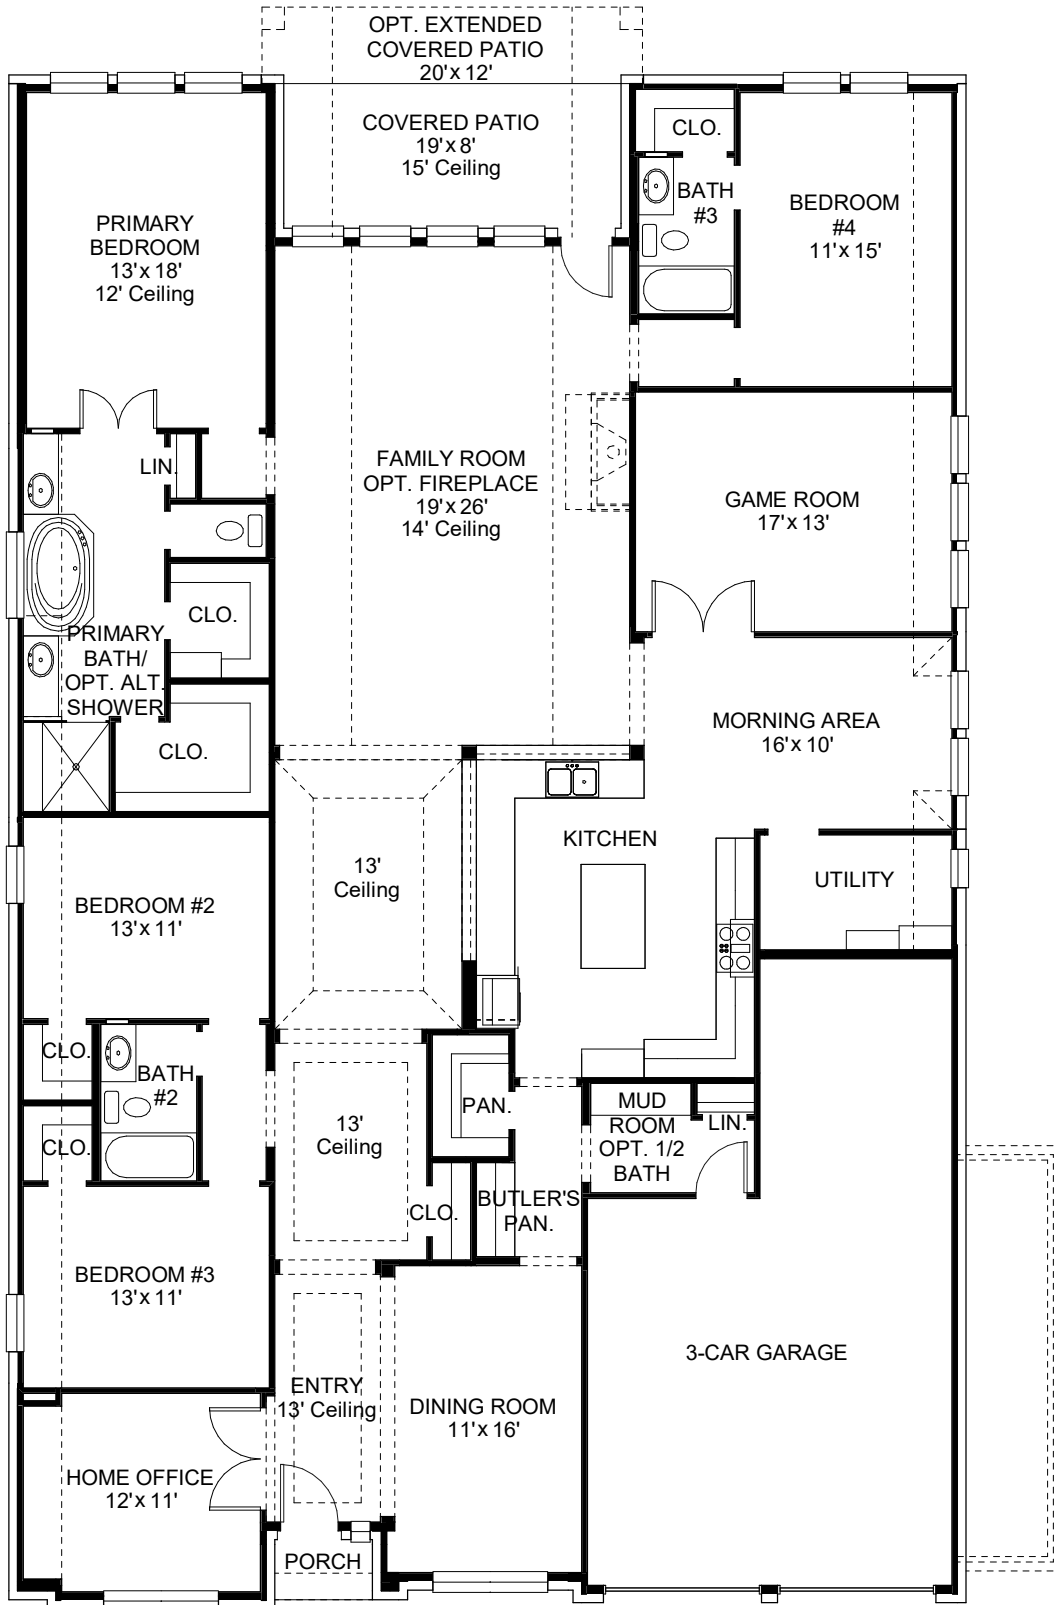 OPT. EXTENDED
COVERED PATIO
20'x 12'
COVERED PATIO
19'x 8'
15' Ceiling
CLO.
BATH
#3
BEDROOM
#4
11'x 15'
PRIMARY
BEDROOM
13'x 18'
12' Ceiling
LIN.
FAMILY ROOM
OPT. FIREPLACE
19'x 26'
14' Ceiling
GAME ROOM
17'x 13'
CLO.
PRIMARY
BATH/
OPT. ALT.
SHOWER
CLO.
MORNING AREA
16'x 10'
KITCHEN
13'
Ceiling
UTILITY
BEDROOM #2
13'x 11'
CLO.
BATH
#2
CLO.
13'
Ceiling
PAN.
MUD
ROOM
OPT. 1/2
BATH
LIN.
CLO.
BUTLER'S
PAN.
BEDROOM #3
13'x 11'
3-CAR GARAGE
ENTRY
13' Ceiling
DINING ROOM
11'x 16'
HOME OFFICE
12'x 11'
PORCH